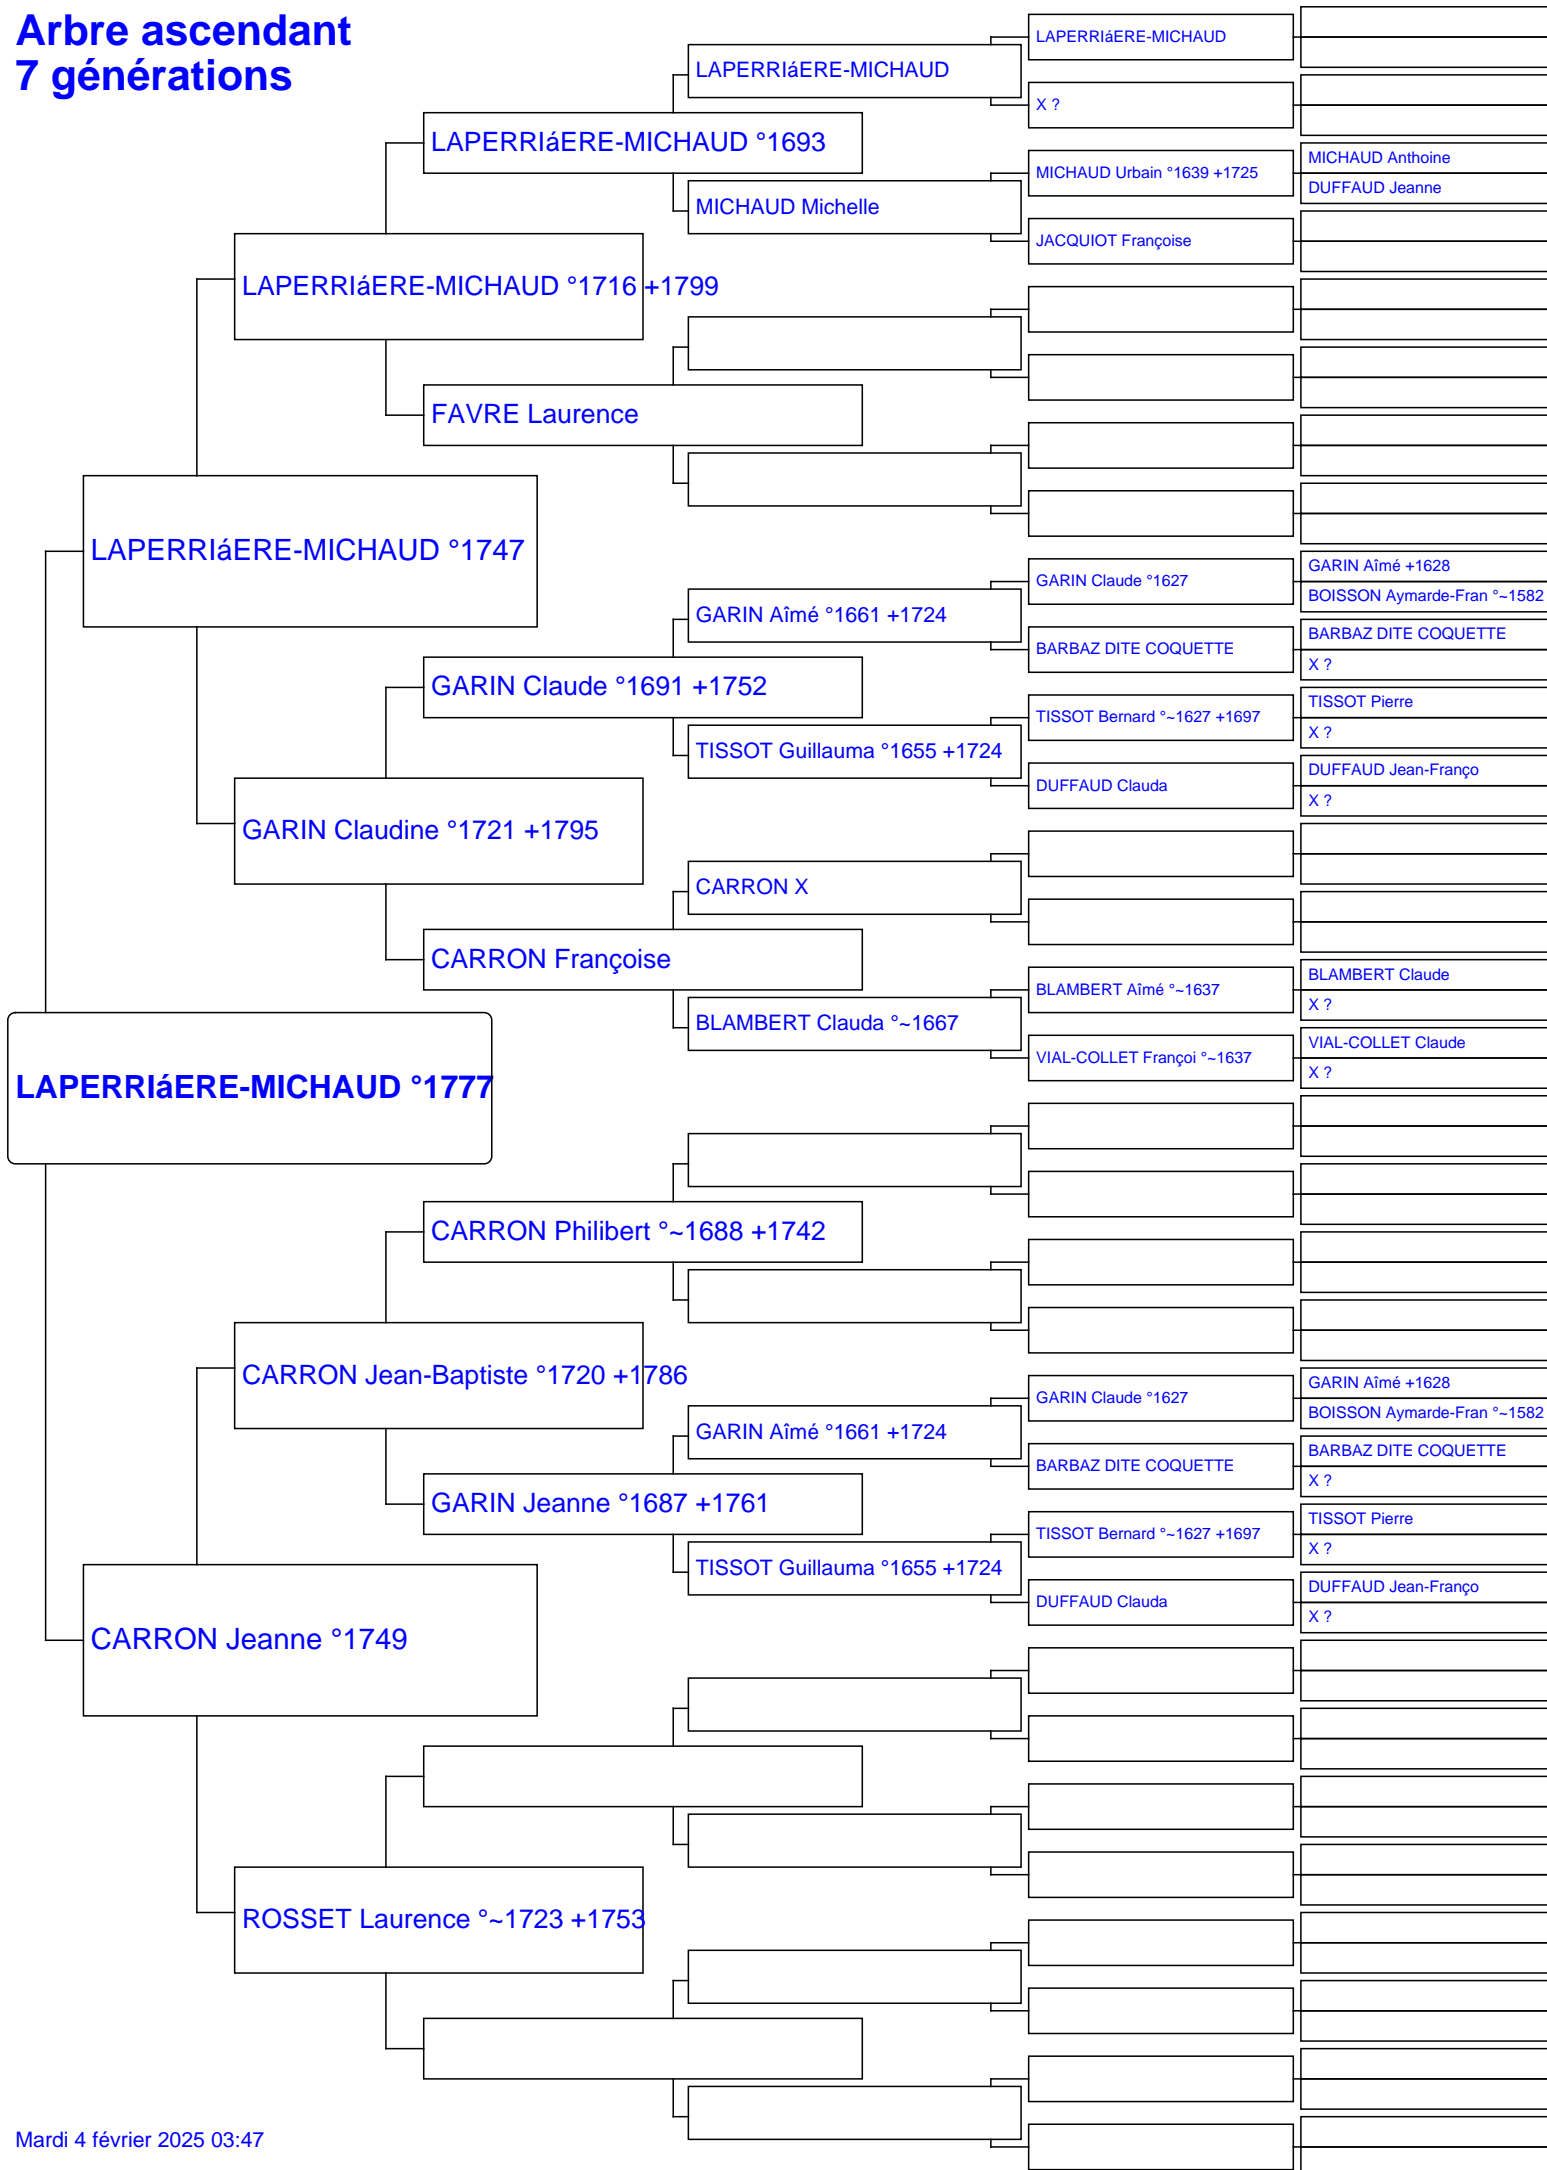 Arbre ascendant
7 générations
LAPERRIáERE-MICHAUD
LAPERRIáERE-MICHAUD
X ?
LAPERRIáERE-MICHAUD °1693
MICHAUD Anthoine
MICHAUD Urbain °1639 +1725
DUFFAUD Jeanne
MICHAUD Michelle
JACQUIOT Françoise
LAPERRIáERE-MICHAUD °1716 +1799
FAVRE Laurence
LAPERRIáERE-MICHAUD °1747
GARIN Aîmé +1628
GARIN Claude °1627
BOISSON Aymarde-Fran °~1582
GARIN Aîmé °1661 +1724
BARBAZ DITE COQUETTE
BARBAZ DITE COQUETTE
X ?
GARIN Claude °1691 +1752
TISSOT Pierre
TISSOT Bernard °~1627 +1697
X ?
TISSOT Guillauma °1655 +1724
DUFFAUD Jean-Franço
DUFFAUD Clauda
X ?
GARIN Claudine °1721 +1795
CARRON X
CARRON Françoise
BLAMBERT Claude
BLAMBERT Aîmé °~1637
X ?
BLAMBERT Clauda °~1667
VIAL-COLLET Claude
VIAL-COLLET Françoi °~1637
X ?
LAPERRIáERE-MICHAUD °1777
CARRON Philibert °~1688 +1742
CARRON Jean-Baptiste °1720 +1786
GARIN Aîmé +1628
GARIN Claude °1627
BOISSON Aymarde-Fran °~1582
GARIN Aîmé °1661 +1724
BARBAZ DITE COQUETTE
BARBAZ DITE COQUETTE
X ?
GARIN Jeanne °1687 +1761
TISSOT Pierre
TISSOT Bernard °~1627 +1697
X ?
TISSOT Guillauma °1655 +1724
DUFFAUD Jean-Franço
DUFFAUD Clauda
X ?
CARRON Jeanne °1749
ROSSET Laurence °~1723 +1753
Mardi 4 février 2025 03:47